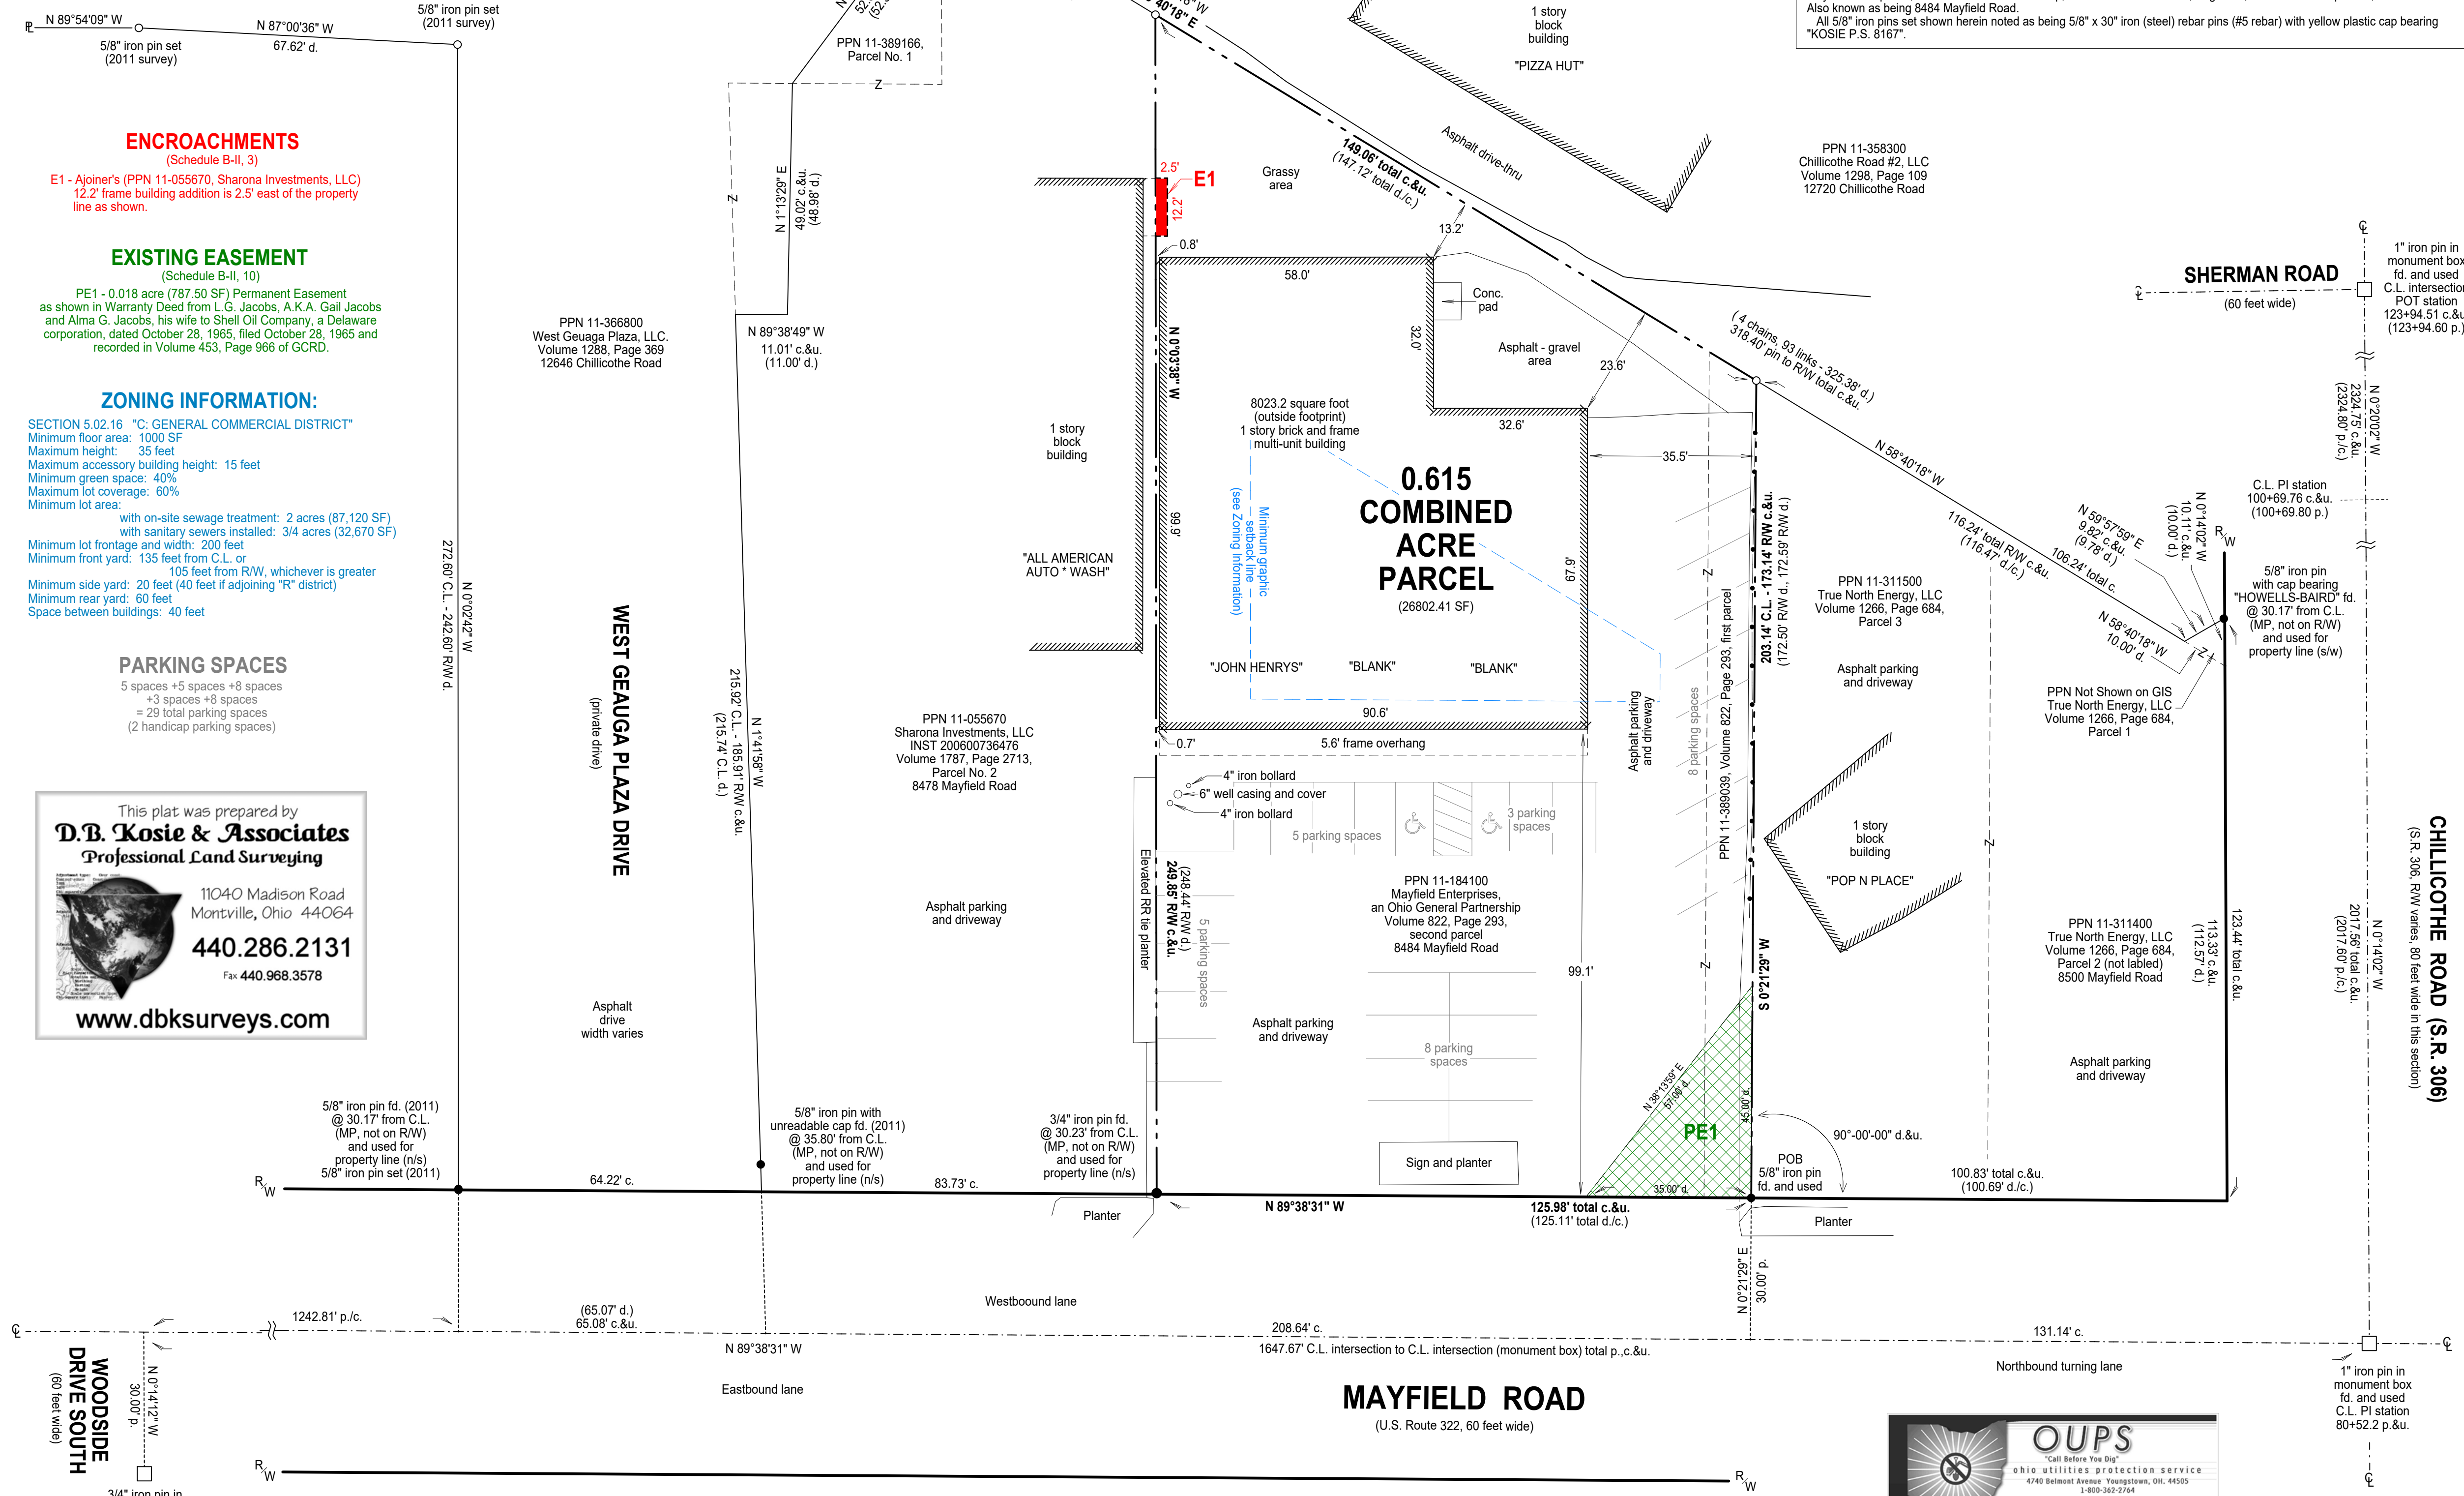 5/8" iron pin set
(2011 survey)
N 89°54'09" W
N 87°00'36" W
67.62' d.
5/8" iron pin set
(2011 survey)
PPN 11-389166,
Parcel No. 1
1 story
block
building
"PIZZA HUT"
Also known as being 8484 Mayfield Road.
All 5/8" iron pins set shown herein noted as being 5/8" x 30" iron (steel) rebar pins (#5 rebar) with yellow plastic cap bearing
"KOSIE P.S. 8167".
ENCROACHMENTS
(Schedule B-II, 3)
E1 - Ajoiner's (PPN 11-055670, Sharona Investments, LLC)
12.2' frame building addition is 2.5' east of the property
line as shown.
EXISTING EASEMENT
(Schedule B-II, 10)
PE1 - 0.018 acre (787.50 SF) Permanent Easement
as shown in Warranty Deed from L.G. Jacobs, A.K.A. Gail Jacobs
and Alma G. Jacobs, his wife to Shell Oil Company, a Delaware
corporation, dated October 28, 1965, filed October 28, 1965 and
recorded in Volume 453, Page 966 of GCRD.
ZONING INFORMATION:
SECTION 5.02.16 "C: GENERAL COMMERCIAL DISTRICT"
Minimum floor area: 1000 SF
Maximum height: 35 feet
Maximum accessory building height: 15 feet
Minimum green space: 40%
Maximum lot coverage: 60%
Minimum lot area:
with on-site sewage treatment: 2 acres (87,120 SF)
with sanitary sewers installed: 3/4 acres (32,670 SF)
Minimum lot frontage and width: 200 feet
Minimum front yard: 135 feet from C.L. or
105 feet from R/W, whichever is greater
Minimum side yard: 20 feet (40 feet if adjoining "R" district)
Minimum rear yard: 60 feet
Space between buildings: 40 feet
PARKING SPACES
5 spaces +5 spaces +8 spaces
+3 spaces +8 spaces
= 29 total parking spaces
(2 handicap parking spaces)
This plat was prepared by
D.B. Kosie & Associates
Professional Land Surveying
11040 Madison Road
Montville, Ohio 44064
440.286.2131
Fax 440.968.3578
www.dbksurveys.com
272.60' C.L. - 242.60' R/W d.
N 0°02'42" W
Z
Z
N 1°13'29" E
49.02' c.&u.
(48.98' d.)
PPN 11-366800
West Geuaga Plaza, LLC.
Volume 1288, Page 369
12646 Chillicothe Road
N 89°38'49" W
11.01' c.&u.
(11.00' d.)
WEST GEAUGA PLAZA DRIVE
(private drive)
N 1°41'58" W
215.92' C.L. - 185.91' R/W c.&u.
(215.74' C.L. d.)
Asphalt
drive
width varies
1 story
block
building
"ALL AMERICAN
AUTO * WASH"
PPN 11-055670
Sharona Investments, LLC
INST 200600736476
Volume 1787, Page 2713,
Parcel No. 2
8478 Mayfield Road
Asphalt parking
and driveway
2.5'
E1
12.2'
0.8'
Grassy
area
Asphalt drive-thru
149.06' total c.&u.
(147.12' total d./c.)
13.2'
58.0'
N 0°03'38" W
99.9'
32.0'
Conc.
pad
Asphalt - gravel
area
23.6'
32.6'
35.5'
8023.2 square foot
(outside footprint)
1 story brick and frame
multi-unit building
Minimum graphic
setback line
(see Zoning Information)
0.615
COMBINED
ACRE
PARCEL
(26802.41 SF)
67.9'
"JOHN HENRYS"
"BLANK"
"BLANK"
90.6'
0.7'
5.6' frame overhang
4" iron bollard
6" well casing and cover
4" iron bollard
5 parking spaces
3 parking
spaces
Elevated RR tie planter
(248.44' R/W d.)
249.85' R/W c.&u.
5 parking spaces
PPN 11-184100
Mayfield Enterprises,
an Ohio General Partnership
Volume 822, Page 293,
second parcel
8484 Mayfield Road
Asphalt parking
and driveway
8 parking
spaces
99.1'
Sign and planter
Asphalt parking
and driveway
8 parking spaces
Z
Z
PPN 11-389039, Volume 822, Page 293, first parcel
203.14' C.L. - 173.14' R/W c.&u.
(172.50' R/W d., 172.59' R/W d.)
S 0°21'29" W
N 38°13'59" E
57.00' d.
45.00' d.
PE1
35.00' d.
90°-00'-00" d.&u.
POB
5/8" iron pin
fd. and used
PPN 11-358300
Chillicothe Road #2, LLC
Volume 1298, Page 109
12720 Chillicothe Road
( 4 chains, 93 links - 325.38' d.)
318.40' pin to R/W total c.&u.
N 58°40'18" W
116.24' total R/W c.&u.
(116.47' d./c.)
106.24' total c.
N 59°57'59" E
9.82' c.&u.
(9.78' d.)
N 0°14'02" W
10.11' c.&u.
(10.00' d.)
N 58°40'18" W
10.00' d.
Z
PPN 11-311500
True North Energy, LLC
Volume 1266, Page 684,
Parcel 3
Asphalt parking
and driveway
PPN Not Shown on GIS
True North Energy, LLC
Volume 1266, Page 684,
Parcel 1
1 story
block
building
"POP N PLACE"
Z
PPN 11-311400
True North Energy, LLC
Volume 1266, Page 684,
Parcel 2 (not labled)
8500 Mayfield Road
113.33' c.&u.
(112.57' d.)
123.44' total c.&u.
Asphalt parking
and driveway
100.83' total c.&u.
(100.69' d./c.)
SHERMAN ROAD
(60 feet wide)
1" iron pin in
monument box
fd. and used
C.L. intersection
POT station
123+94.51 c.&u.
(123+94.60 p.)
N 0°20'02" W
2324.75' c.&u.
(2324.80' p./c.)
C.L. PI station
100+69.76 c.&u.
(100+69.80 p.)
R/W
5/8" iron pin
with cap bearing
"HOWELLS-BAIRD" fd.
@ 30.17' from C.L.
(MP, not on R/W)
and used for
property line (s/w)
N 0°14'02" W
2017.56' total c.&u.
(2017.60' p./c.)
CHILLICOTHE ROAD (S.R. 306)
(S.R. 306, R/W varies, 80 feet wide in this section)
5/8" iron pin fd. (2011)
@ 30.17' from C.L.
(MP, not on R/W)
and used for
property line (n/s)
5/8" iron pin set (2011)
5/8" iron pin with
unreadable cap fd. (2011)
@ 35.80' from C.L.
(MP, not on R/W)
and used for
property line (n/s)
3/4" iron pin fd.
@ 30.23' from C.L.
(MP, not on R/W)
and used for
property line (n/s)
R/W
64.22' c.
83.73' c.
Planter
N 89°38'31" W
125.98' total c.&u.
(125.11' total d./c.)
Planter
N 0°21'29" E
30.00' p.
Westboound lane
1242.81' p./c.
(65.07' d.)
65.08' c.&u.
208.64' c.
131.14' c.
N 89°38'31" W
1647.67' C.L. intersection to C.L. intersection (monument box) total p.,c.&u.
Eastbound lane
Northbound turning lane
MAYFIELD ROAD
(U.S. Route 322, 60 feet wide)
WOODSIDE
DRIVE SOUTH
(60 feet wide)
N 0°14'12" W
30.00' p.
3/4" iron pin in
R/W
R/W
1" iron pin in
monument box
fd. and used
C.L. PI station
80+52.2 p.&u.
OUPS
"Call Before You Dig"
ohio utilities protection service
4740 Belmont Avenue Youngstown, OH. 44505
1-800-362-2764